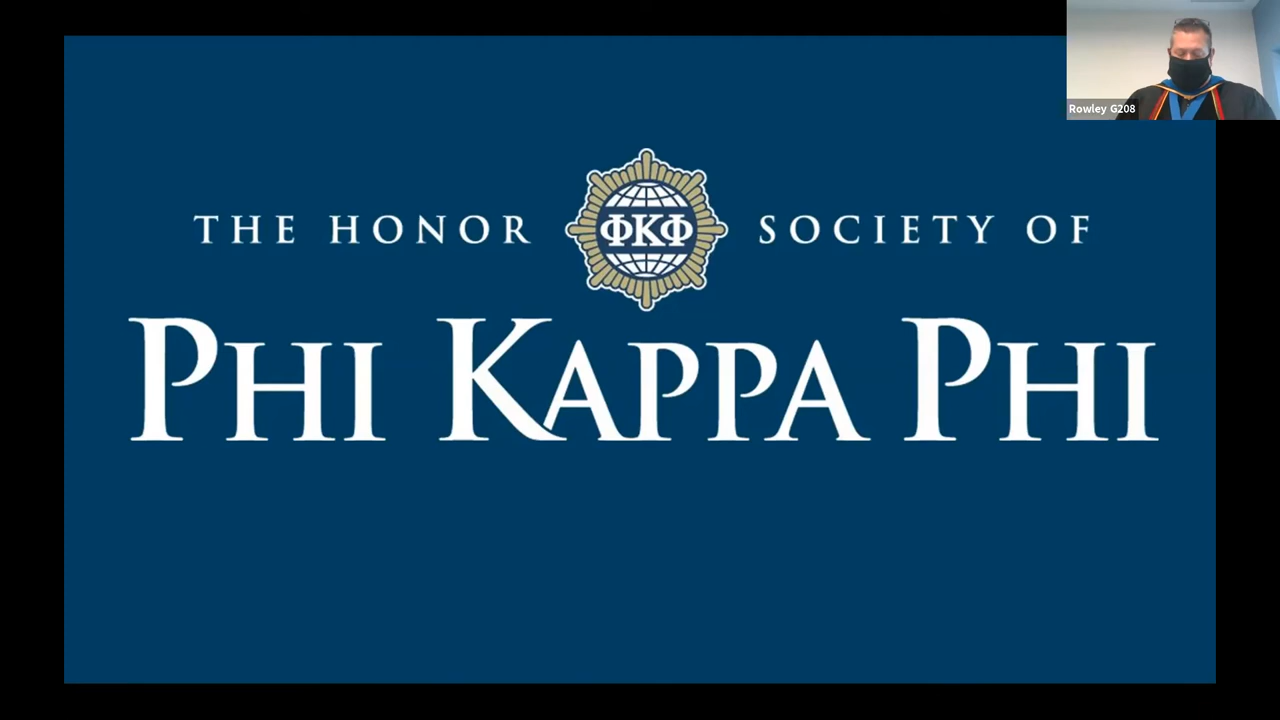 Rowley G208
THE HONOR ΦΚΦ SOCIETY OF
PHI KAPPA PHI